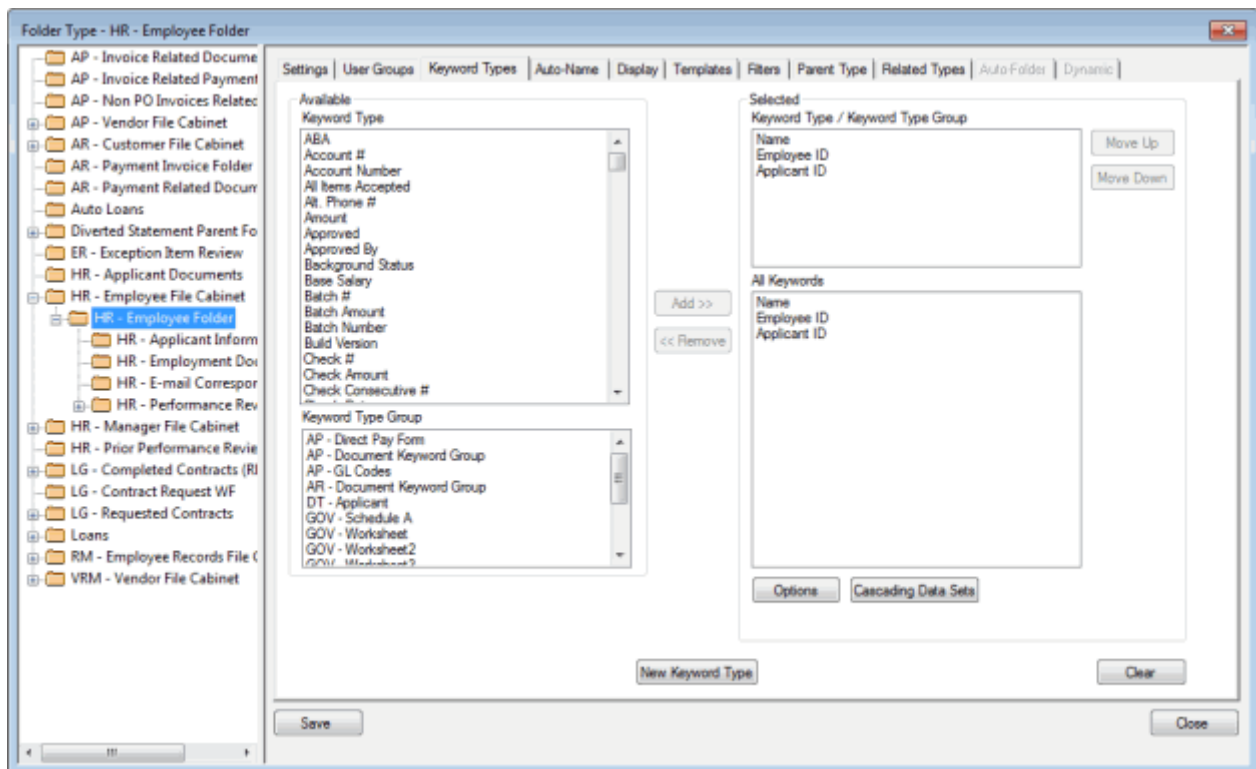 Folder Type - HR - Employee Folder
AP - Invoice Related Docume
AP - Invoice Related Payment
AP - Non PO Invoices Related
AP - Vendor File Cabinet
AR - Customer File Cabinet
AR - Payment Invoice Folder
AR - Payment Related Docum
Auto Loans
Diverted Statement Parent Fo
ER - Exception Item Review
HR - Applicant Documents
HR - Employee File Cabinet
HR - Employee Folder
HR - Applicant Inform
HR - Employment Do
HR - E-mail Correspor
HR - Performance Rev
HR - Manager File Cabinet
HR - Prior Performance Revie
LG - Completed Contracts (RI
LG - Contract Request WF
LG - Requested Contracts
Loans
RM - Employee Records File C
VRM - Vendor File Cabinet
Settings User Groups Keyword Types Auto-Name Display Templates Filters Parent Type Related Types Auto Folder Dynamic
Available
Keyword Type
ABA
Account #
Account Number
All Items Accepted
Alt. Phone #
Amount
Approved
Approved By
Background Status
Base Salary
Batch #
Batch Amount
Batch Number
Build Version
Check #
Check Amount
Check Consecutive #
Keyword Type Group
AP - Direct Pay Form
AP - Document Keyword Group
AP - GL Codes
AR - Document Keyword Group
DT - Applicant
GOV - Schedule A
GOV - Worksheet
GOV - Worksheet2
GOV - Worksheet3
Add >>
<< Remove
Selected
Keyword Type / Keyword Type Group
Name
Employee ID
Applicant ID
Move Up
Move Down
All Keywords
Name
Employee ID
Applicant ID
Options Cascading Data Sets
New Keyword Type Clear
Save Close